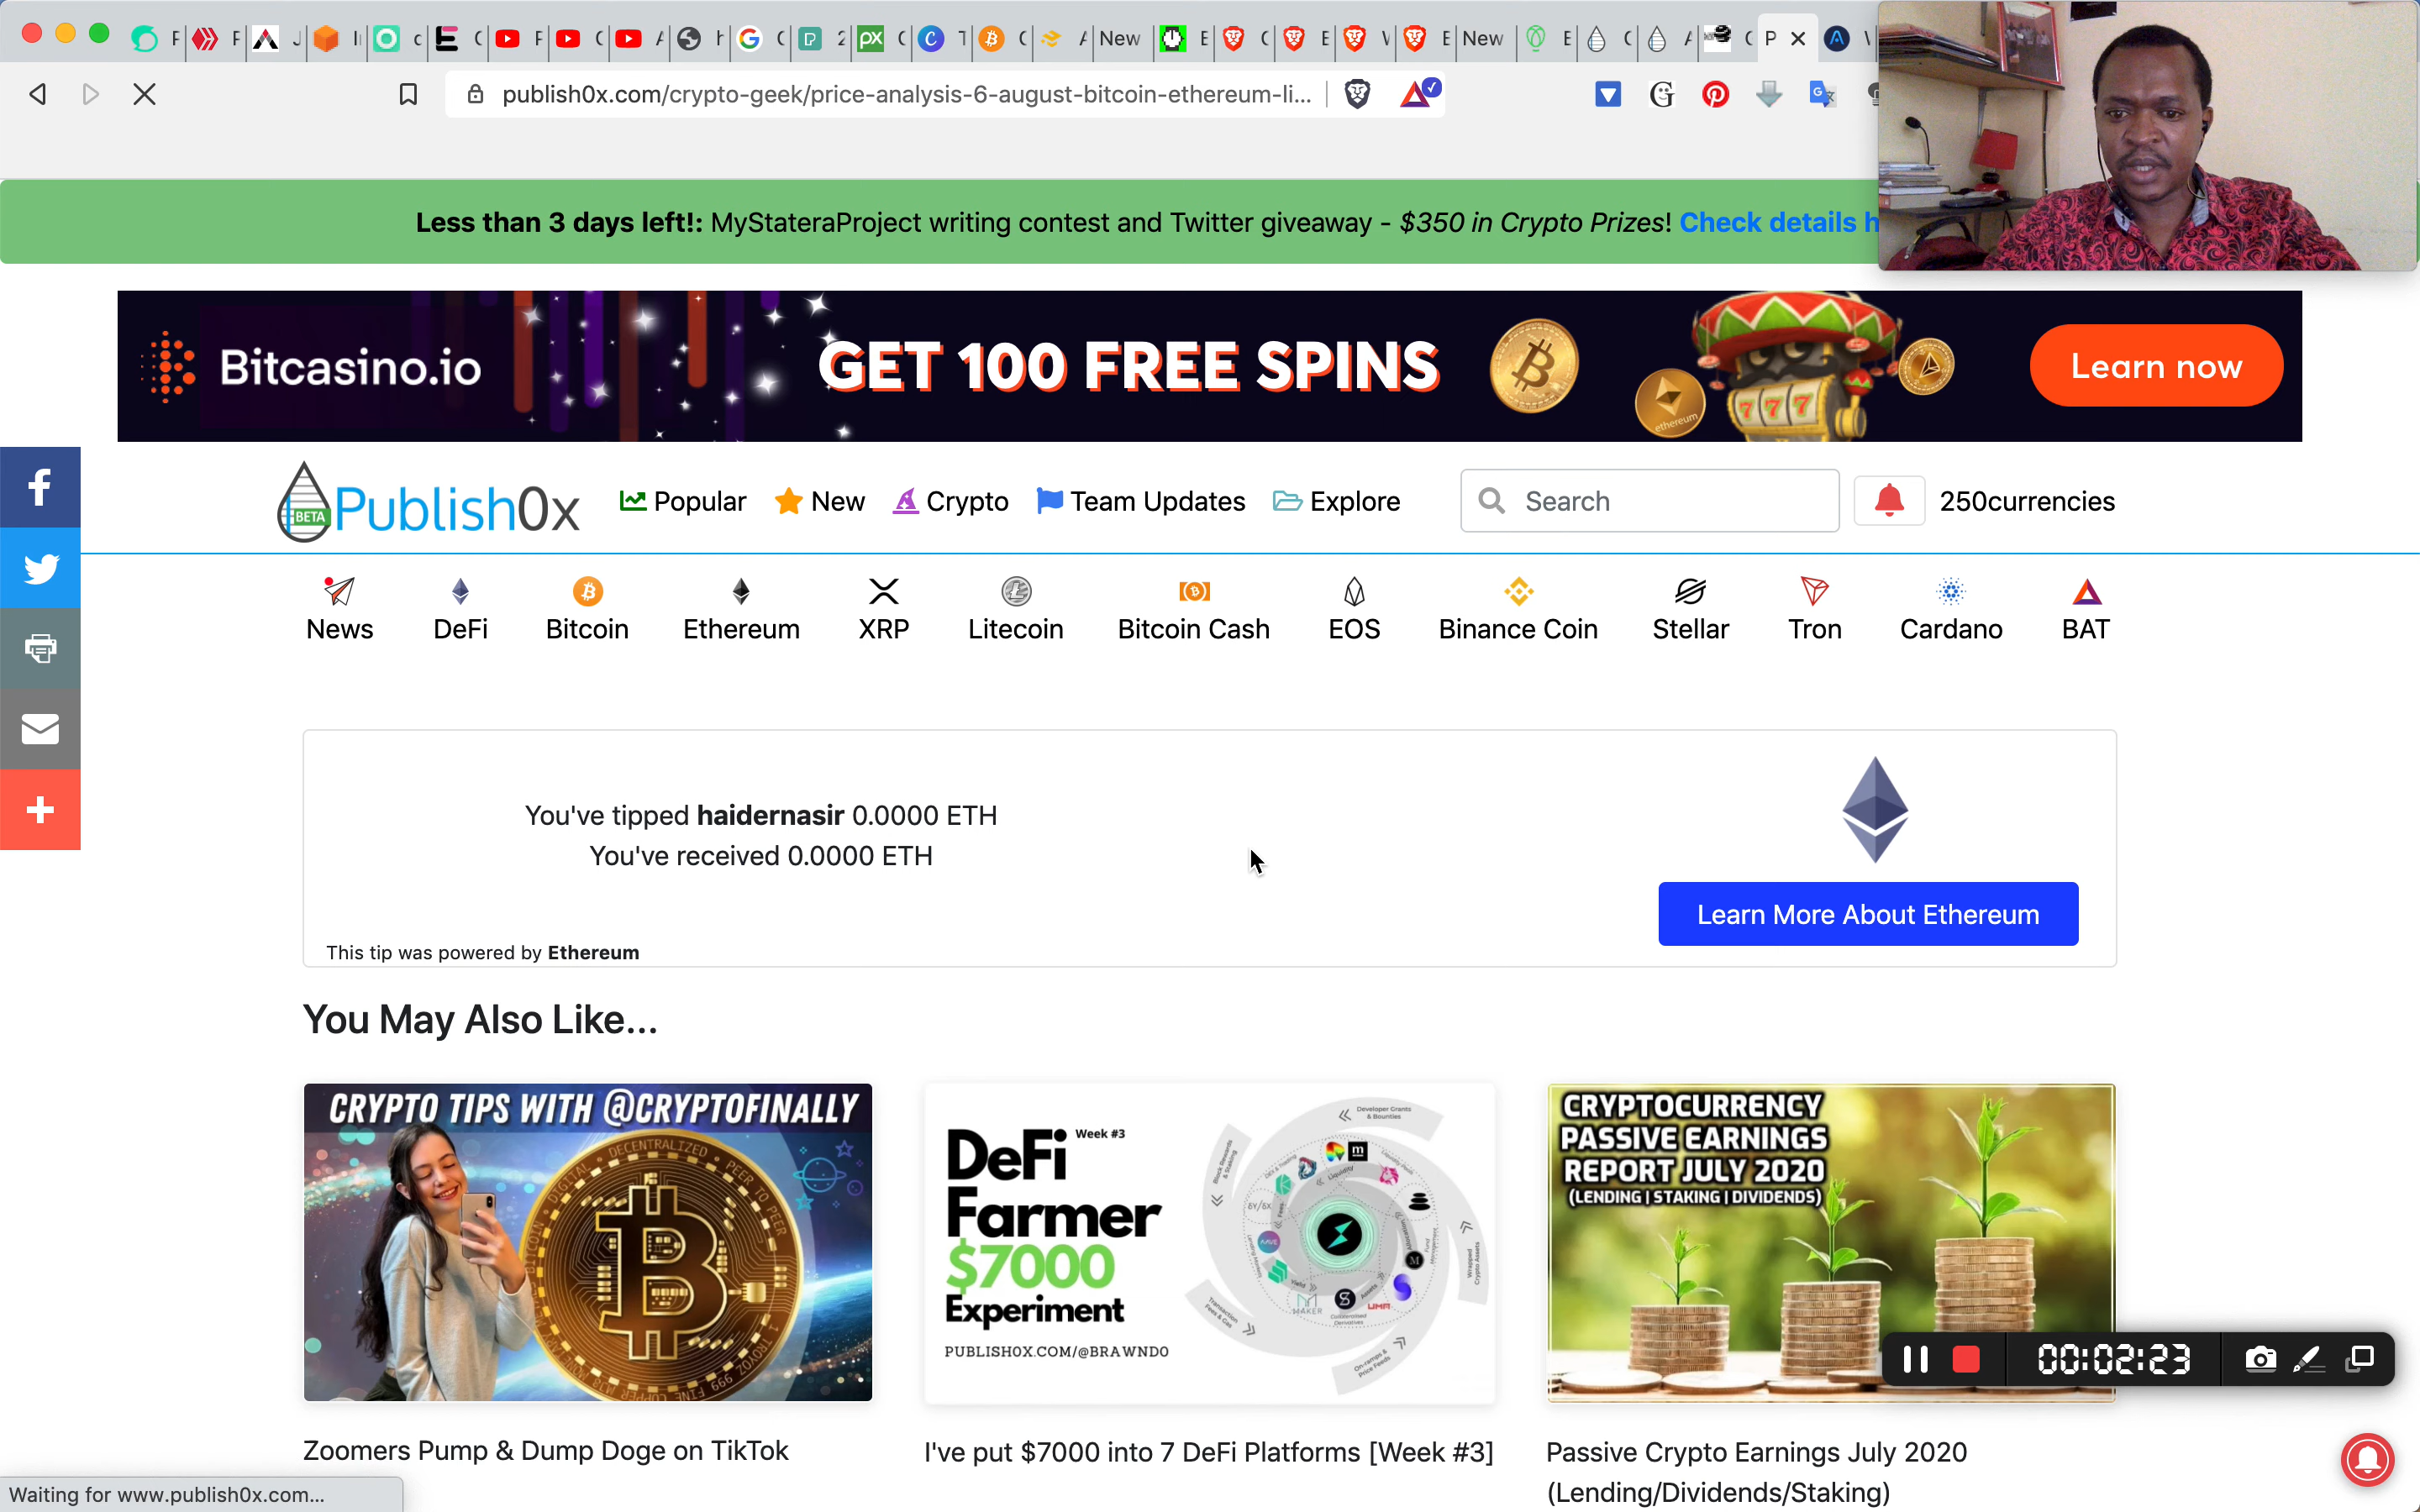 New
New
publish0x.com/crypto-geek/price-analysis-6-august-bitcoin-ethereum-li...
Less than 3 days left!: MyStateraProject writing contest and Twitter giveaway - $350 in Crypto Prizes! Check details h
Bitcasino.io
GET 100 FREE SPINS
ethereum
777
Learn now
BETA
Publish0x
Popular
New
Crypto
Team Updates
Explore
Search
250currencies
News
DeFi
Bitcoin
Ethereum
XRP
Litecoin
Bitcoin Cash
EOS
Binance Coin
Stellar
Tron
Cardano
BAT
You've tipped haidernasir 0.0000 ETH
You've received 0.0000 ETH
This tip was powered by Ethereum
Learn More About Ethereum
You May Also Like...
CRYPTO TIPS WITH @CRYPTOFINALLY
DeFi Week #3
Farmer
$7000
Experiment
PUBLISH0X.COM/@BRAWND0
Developer Grants
& Bounties
CRYPTOCURRENCY
PASSIVE EARNINGS
REPORT JULY 2020
(LENDING | STAKING | DIVIDENDS)
00:02:23
Zoomers Pump & Dump Doge on TikTok
I've put $7000 into 7 DeFi Platforms [Week #3]
Passive Crypto Earnings July 2020
(Lending/Dividends/Staking)
Waiting for www.publish0x.com...